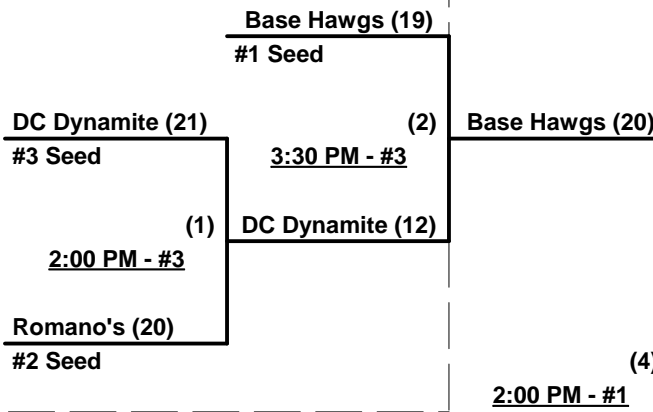 Base Hawgs (19)
#1 Seed
DC Dynamite (21)
(2)
Base Hawgs (20)
#3 Seed
3:30 PM - #3
(1)
DC Dynamite (12)
2:00 PM - #3
Romano's (20)
#2 Seed
(4)
2:00 PM - #1